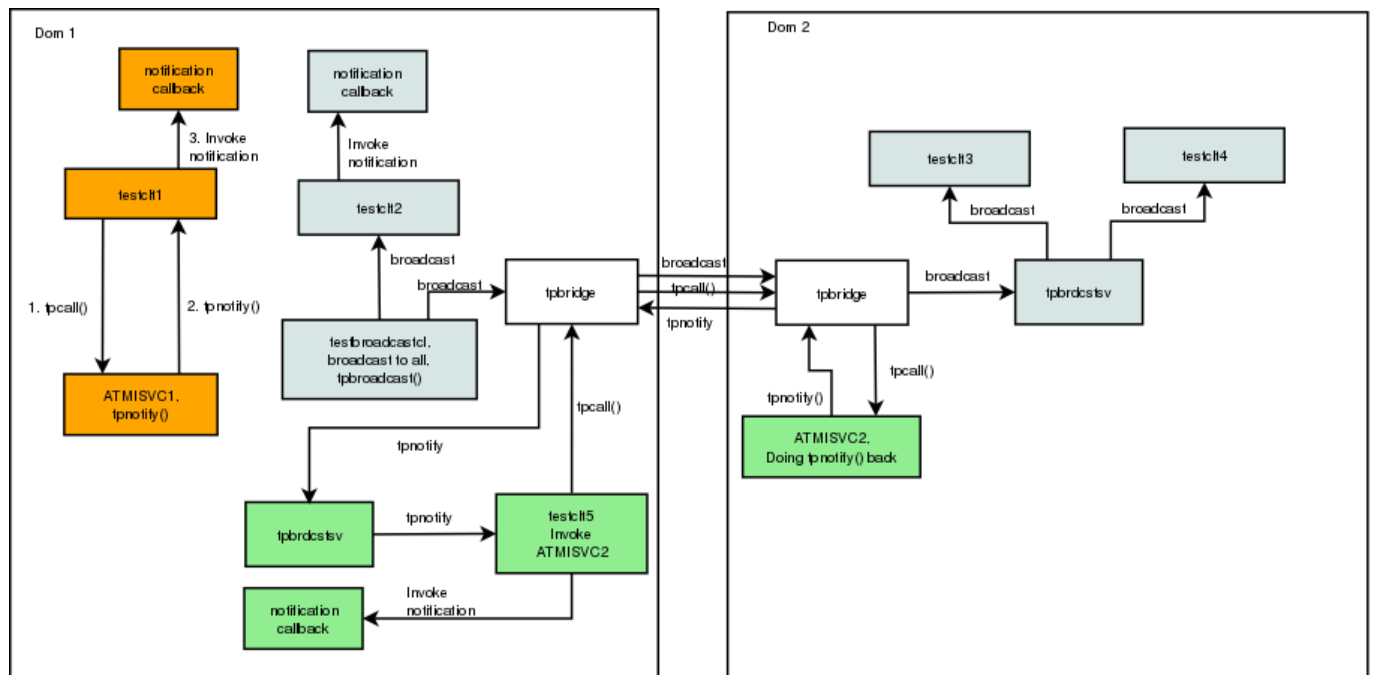 Dom 1
notification
callback
3. Invoke
notification
testclt1
1. tpcall()
2. tpnotify()
ATMISVC1,
tpnotify()
notification
callback
Invoke
notification
testclt2
broadcast
broadcast
testbroadcastcl,
broadcast to all,
tpbroadcast()
tpbridge
tpcall()
tpnotify
tpbrdcstsv
tpnotify
testclt5
Invoke
ATMISVC2
Invoke
notification
notification
callback
broadcast
tpcall()
tpnotify
Dom 2
testclt3
testclt4
broadcast
broadcast
tpbridge
broadcast
tpbrdcstsv
tpcall()
tpnotify()
ATMISVC2,
Doing tpnotify() back